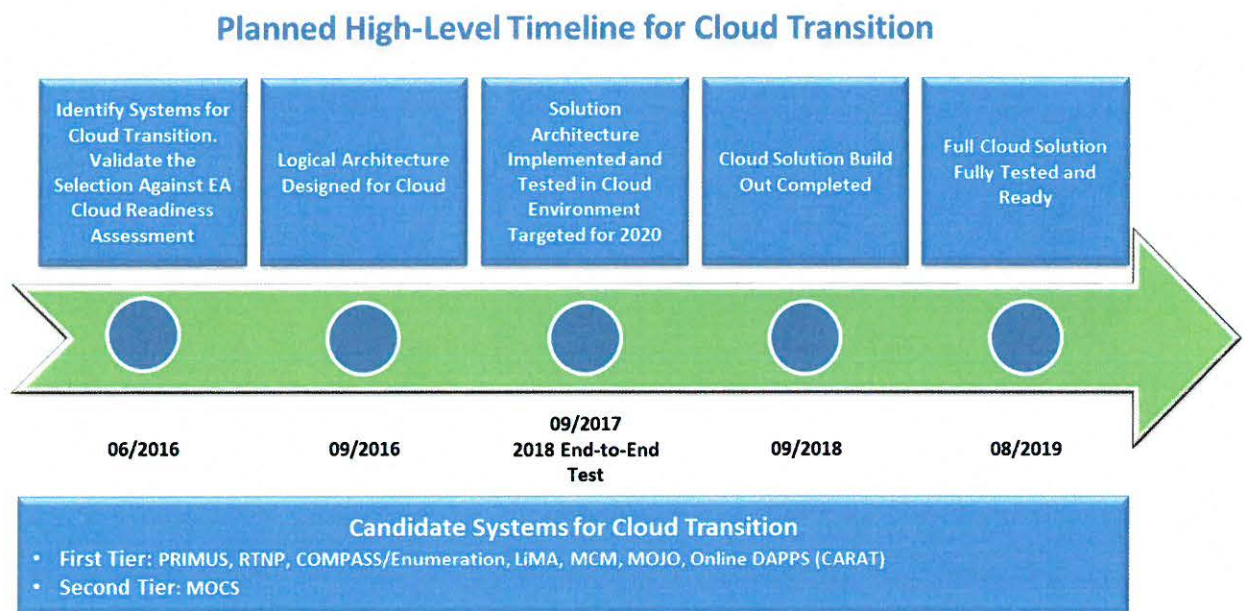 Planned High-Level Timeline for Cloud Transition
Identify Systems for
Cloud Transition.
Validate the
Selection Against EA
Cloud Readiness
Assessment
Logical Architecture
Designed for Cloud
Solution
Architecture
Implemented and
Tested in Cloud
Environment
Targeted for 2020
Cloud Solution Build
Out Completed
Full Cloud Solution
Fully Tested and
Ready
06/2016
09/2016
09/2017
2018 End-to-End
Test
09/2018
08/2019
Candidate Systems for Cloud Transition
• First Tier: PRIMUS, RTNP, COMPASS/Enumeration, LiMA, MCM, MOJO, Online DAPPS (CARAT)
• Second Tier: MOCS